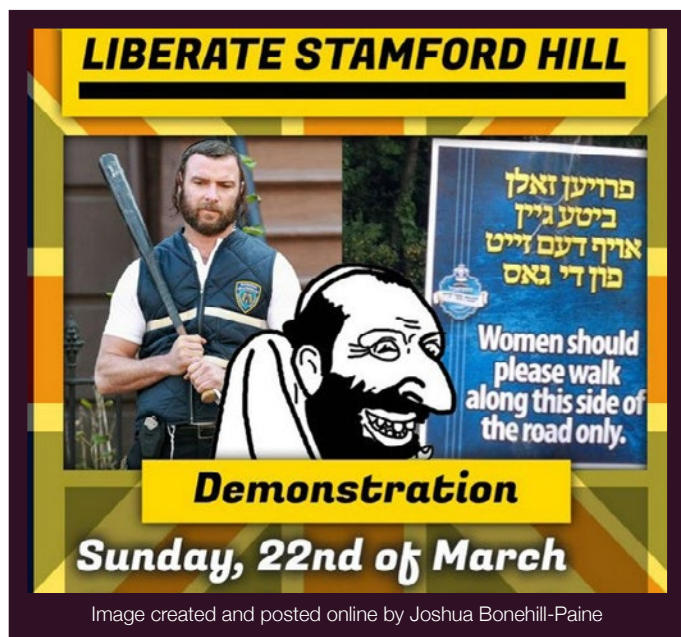 LIBERATE STAMFORD HILL
פרויען זאלן
ביטע גיין
אויף דעם זייט
פון די גאס
Women should
please walk
along this side of
the road only.
Demonstration
Sunday, 22nd of March
Image created and posted online by Joshua Bonehill-Paine